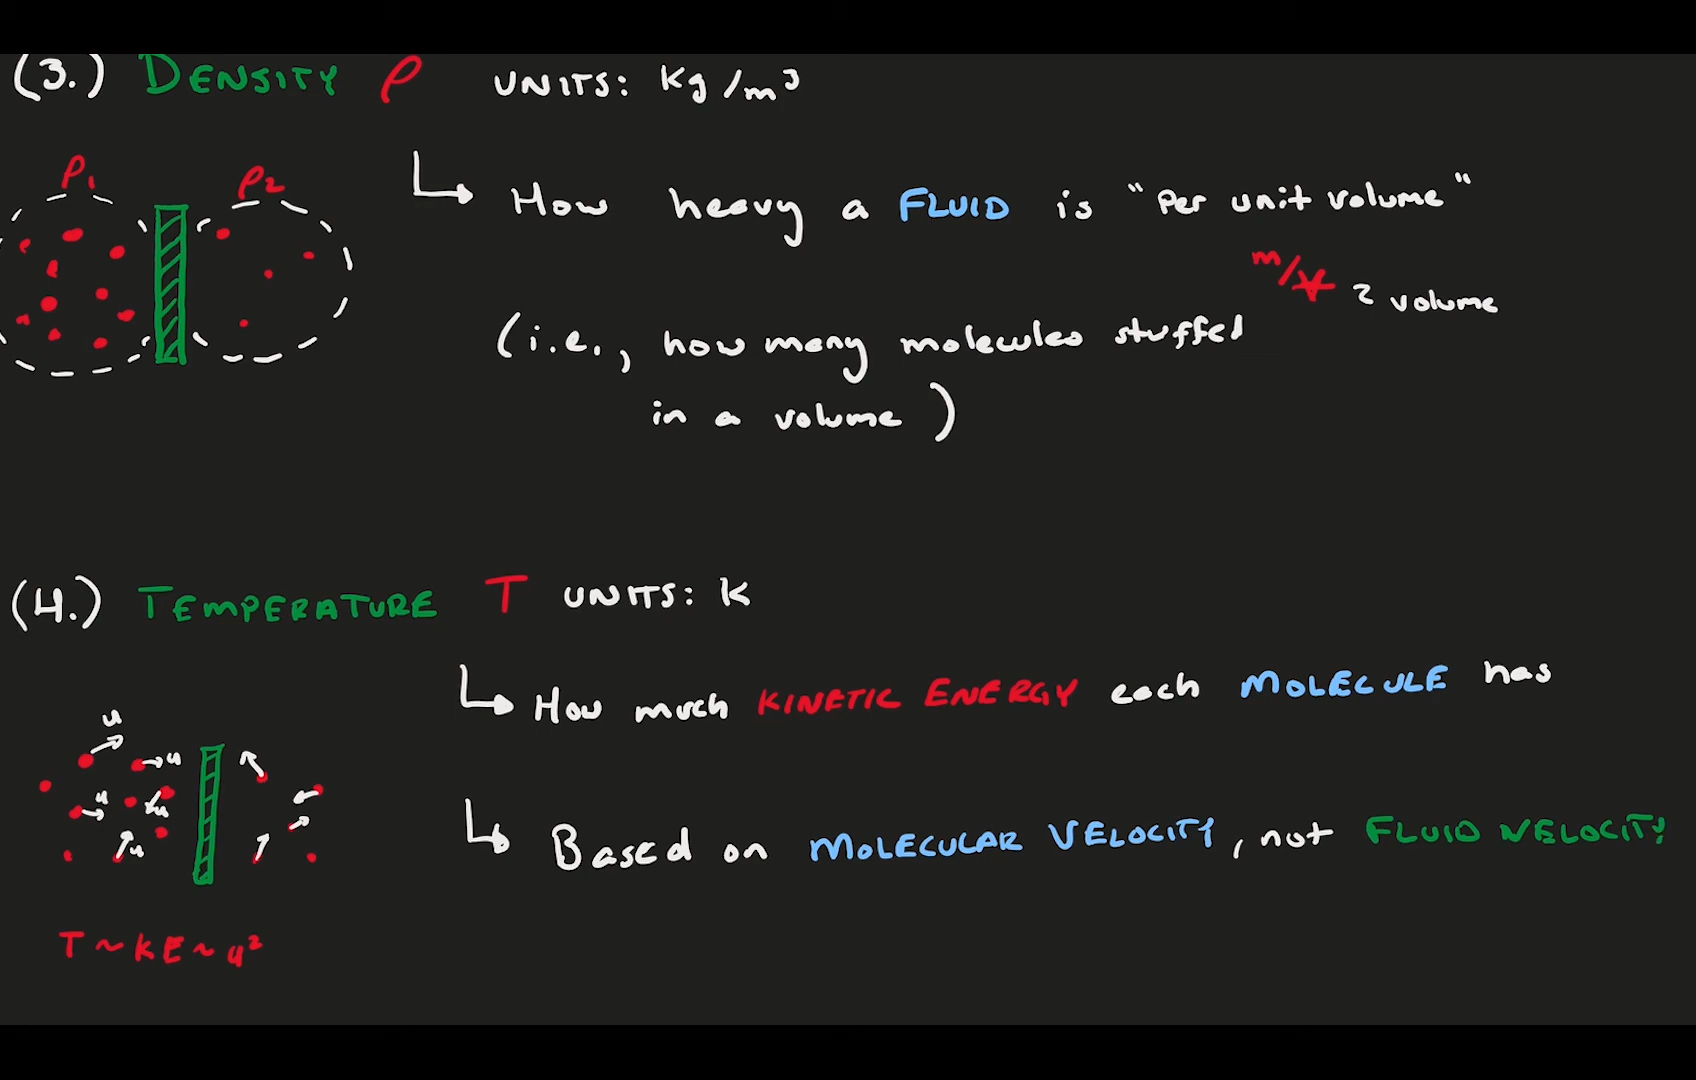 (3.) DENSITY ρ UNITS: kg/m³
ρ₁ ρ₂
How heavy a FLUID is "per unit volume"
m/V volume
(i.e., how many molecules stuffed
in a volume)
(4.) TEMPERATURE T UNITS: K
How much KINETIC ENERGY each MOLECULE has
u
u
u
u
u
Based on MOLECULAR VELOCITY, not FLUID VELOCITY
T ~ KE ~ u²